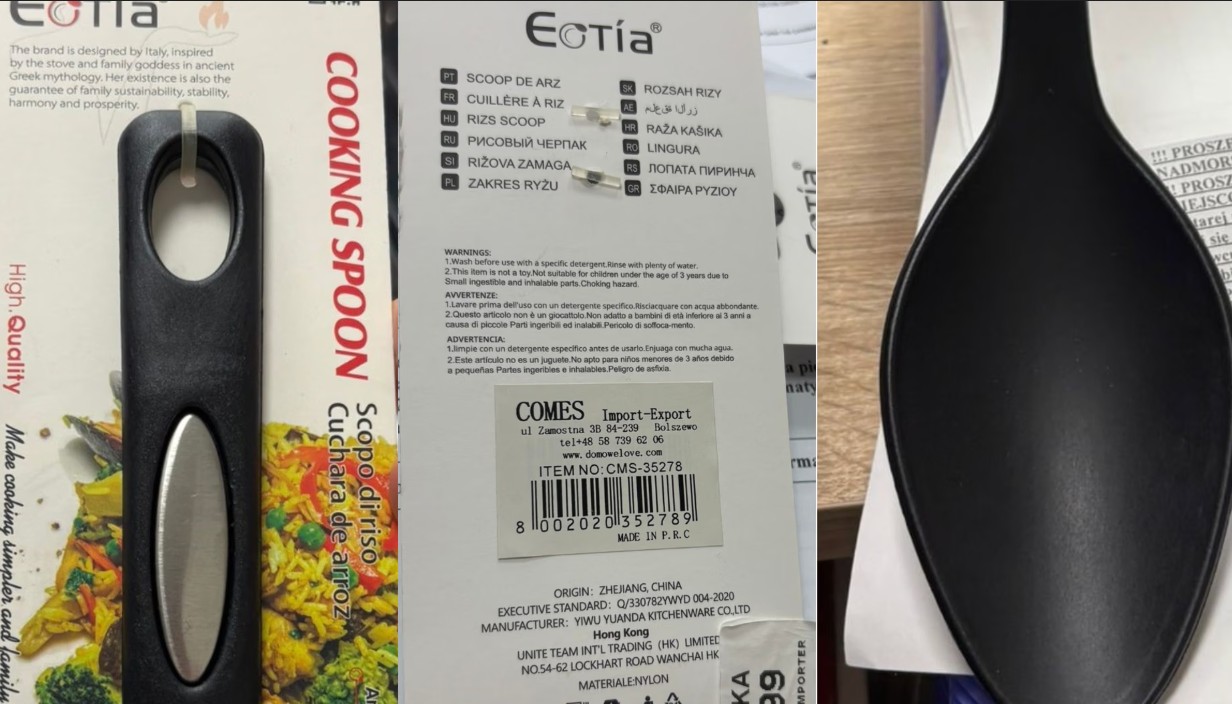 EOTía
The brand is designed by Italy, inspired
by the stove and family goddess in ancient
Greek mythology. Her existence is also the
guarantee of family sustainability, stability,
harmony and prosperity.
COOKING SPOON
Scopo di riso
Cuchara de arroz
High.Quality
Make cooking simpler and
EOTía®
PT SCOOP DE ARZ
FR CUILLÈRE À RIZ
HU RIZS SCOOP
RU РИСОВЫЙ ЧЕРПАК
SI RIŽOVA ZAMAGA
PL ZAKRES RYŻU
SK ROZSAH RIZY
AE
HR RAŽA KAŠIKA
RO LINGURA
RS ЛОПАТА ПИРИНЧА
GR ΣΦΑΙΡΑ ΡΥΖΙΟΥ
WARNINGS:
1.Wash before use with a specific detergent.Rinse with plenty of water.
2.This item is not a toy.Not suitable for children under the age of 3 years due to
Small ingestible and inhalable parts.Choking hazard.
AVVERTENZE:
1.Lavare prima dell'uso con un detergente specifico.Risciacquare con acqua abbondante.
2.Questo articolo non è un giocattolo.Non adatto a bambini di età inferiore ai 3 anni a
causa di piccole Parti ingeribili ed inalabili.Pericolo di soffoca-mento.
ADVERTENCIA:
1.limpie con un detergente específico antes de usarlo.Enjuaga con mucha agua.
2.Este artículo no es un juguete.No apto para niños menores de 3 años debido
a pequeñas Partes ingeribles e inhalables.Peligro de asfixia.
COMES Import-Export
ul Zamostna 3B 84-239 Bolszewo
tel+48 58 739 62 06
www.domowelove.com
ITEM NO:CMS-35278
8 002020 352789
MADE IN P.R.C
ORIGIN: ZHEJIANG, CHINA
EXECUTIVE STANDARD: Q/330782YWYD 004-2020
MANUFACTURER: YIWU YUANDA KITCHENWARE CO.,LTD
Hong Kong
UNITE TEAM INT'L TRADING (HK) LIMITED
NO.54-62 LOCKHART ROAD WANCHAI HK
MATERIALE:NYLON
KA
99
IMPORTER
!!! PROSZĘ
NADMOR
!! PROSZ
IEJSC